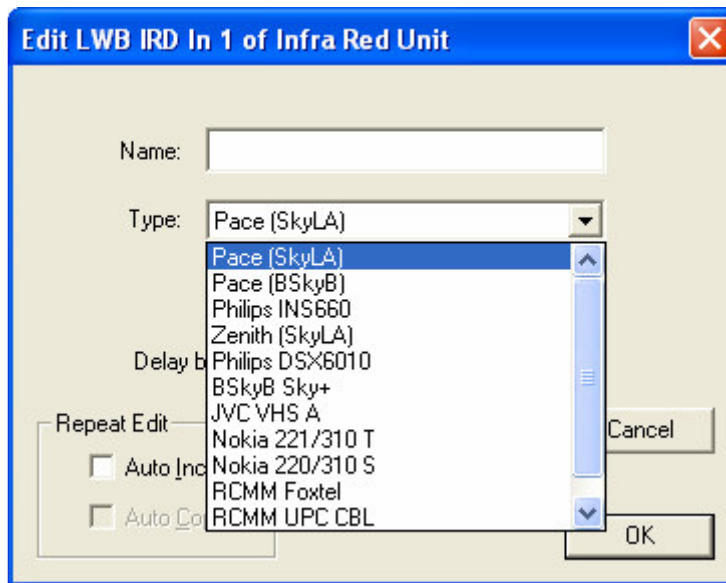 Edit LWB IRD In 1 of Infra Red Unit
Name:
Type: Pace (SkyLA)
Pace (SkyLA)
Pace (BSkyB)
Philips INS660
Zenith (SkyLA)
Delay b
Philips DSX6010
BSkyB Sky+
JVC VHS A
Repeat Edit
Nokia 221/310 T
Cancel
Auto Inc
Nokia 220/310 S
RCMM Foxtel
Auto Co
RCMM UPC CBL
OK